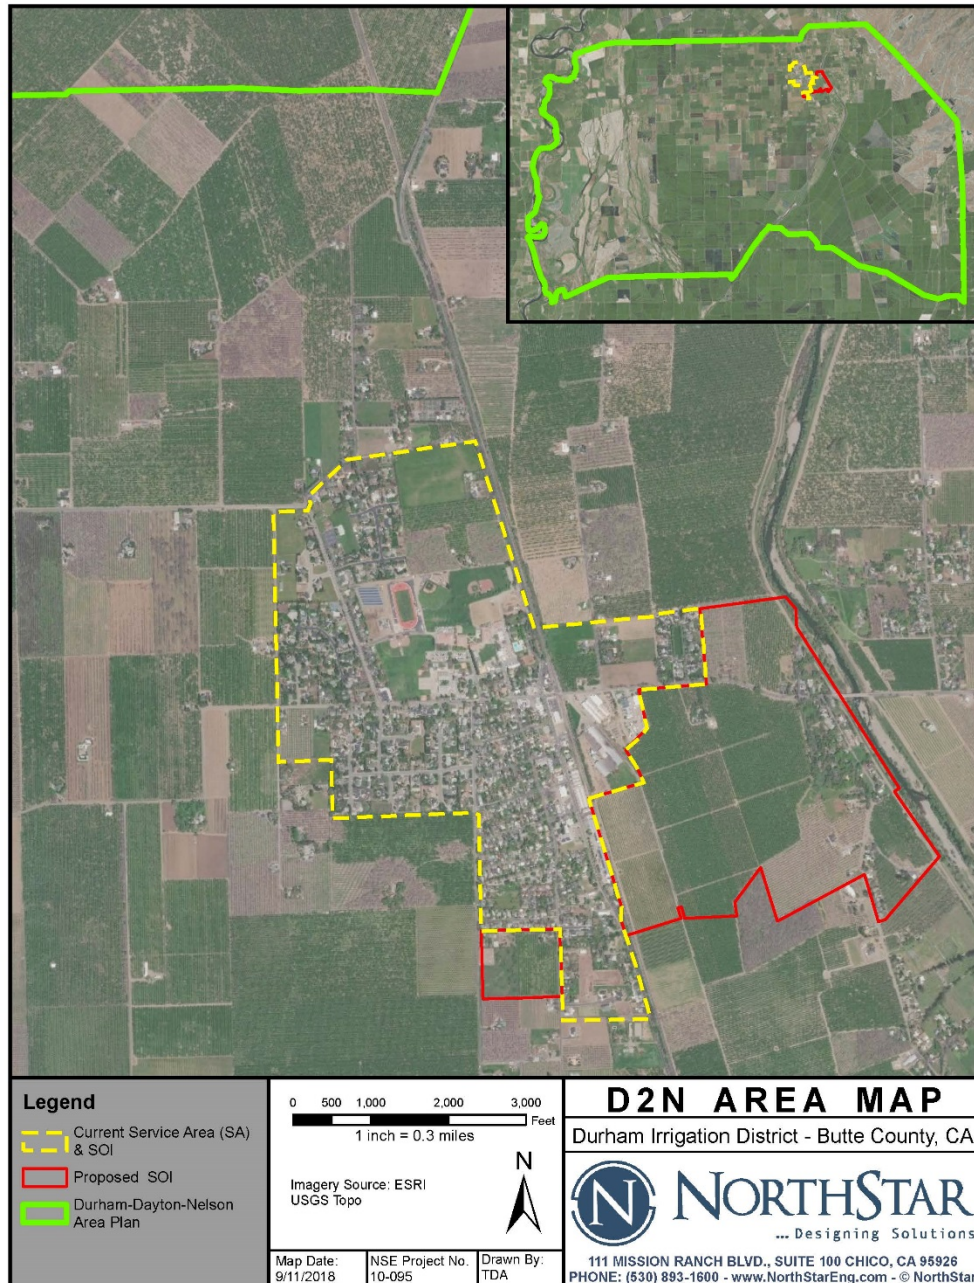 Legend
Current Service Area (SA)
& SOI
Proposed SOI
Durham-Dayton-Nelson
Area Plan
0 500 1,000 2,000 3,000
Feet
1 inch = 0.3 miles
N
Imagery Source: ESRI
USGS Topo
Map Date:
9/11/2018
NSE Project No.
10-095
Drawn By:
TDA
D2N AREA MAP
Durham Irrigation District - Butte County, CA
N
NORTHSTAR
... Designing Solutions
111 MISSION RANCH BLVD., SUITE 100 CHICO, CA 95926
PHONE: (530) 893-1600 - www.NorthStarEng.com - © NorthStar